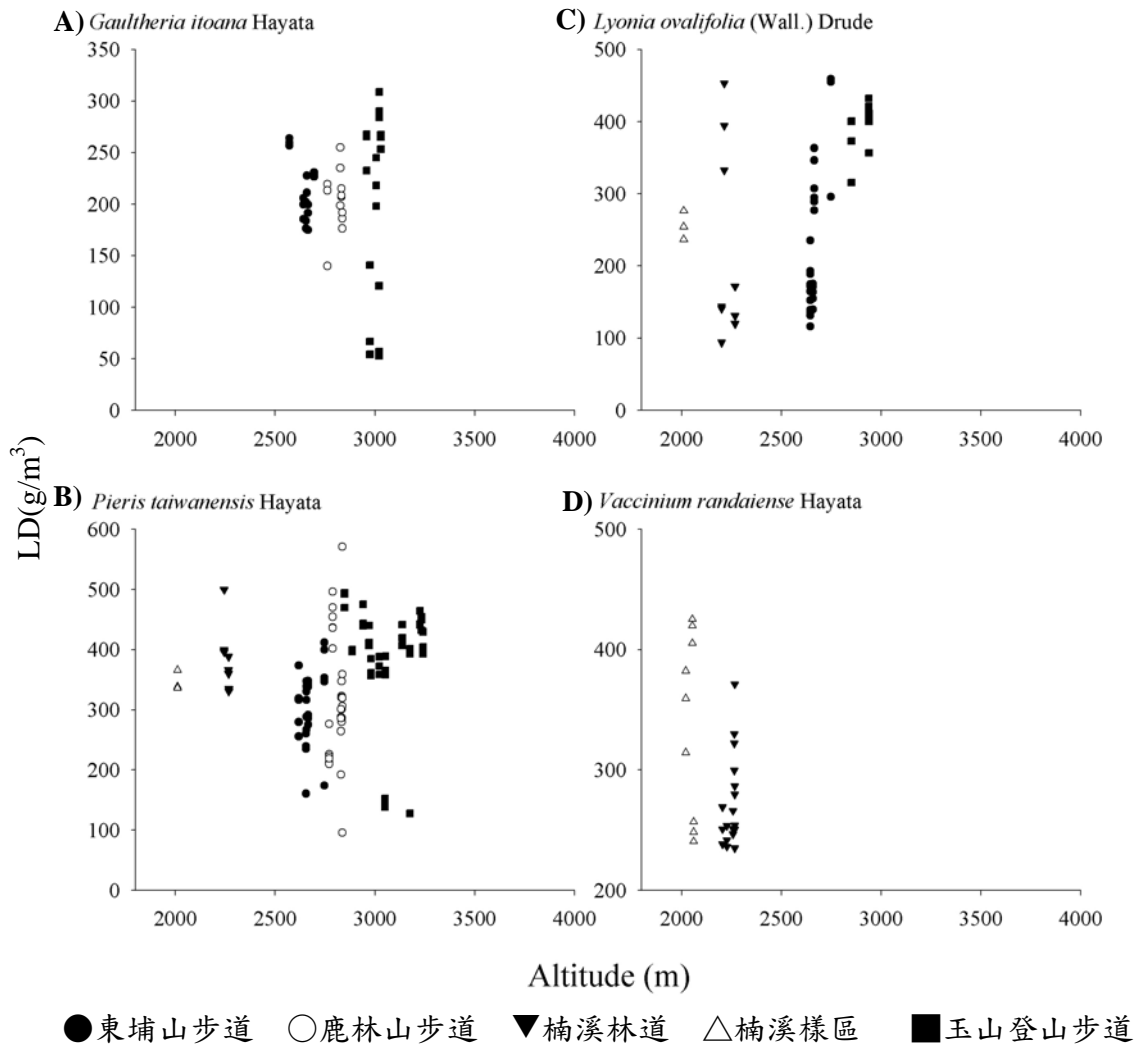 A) Gaultheria itoana Hayata
350
300
250
200
150
100
50
0
2000 2500 3000 3500 4000
C) Lyonia ovalifolia (Wall.) Drude
500
400
300
200
100
0
2000 2500 3000 3500 4000
LD(g/m³)
B) Pieris taiwanensis Hayata
600
500
400
300
200
100
0
2000 2500 3000 3500 4000
D) Vaccinium randaiense Hayata
500
400
300
200
2000 2500 3000 3500 4000
Altitude (m)
●東埔山步道 ○鹿林山步道 ▼楠溪林道 △楠溪樣區 ■玉山登山步道